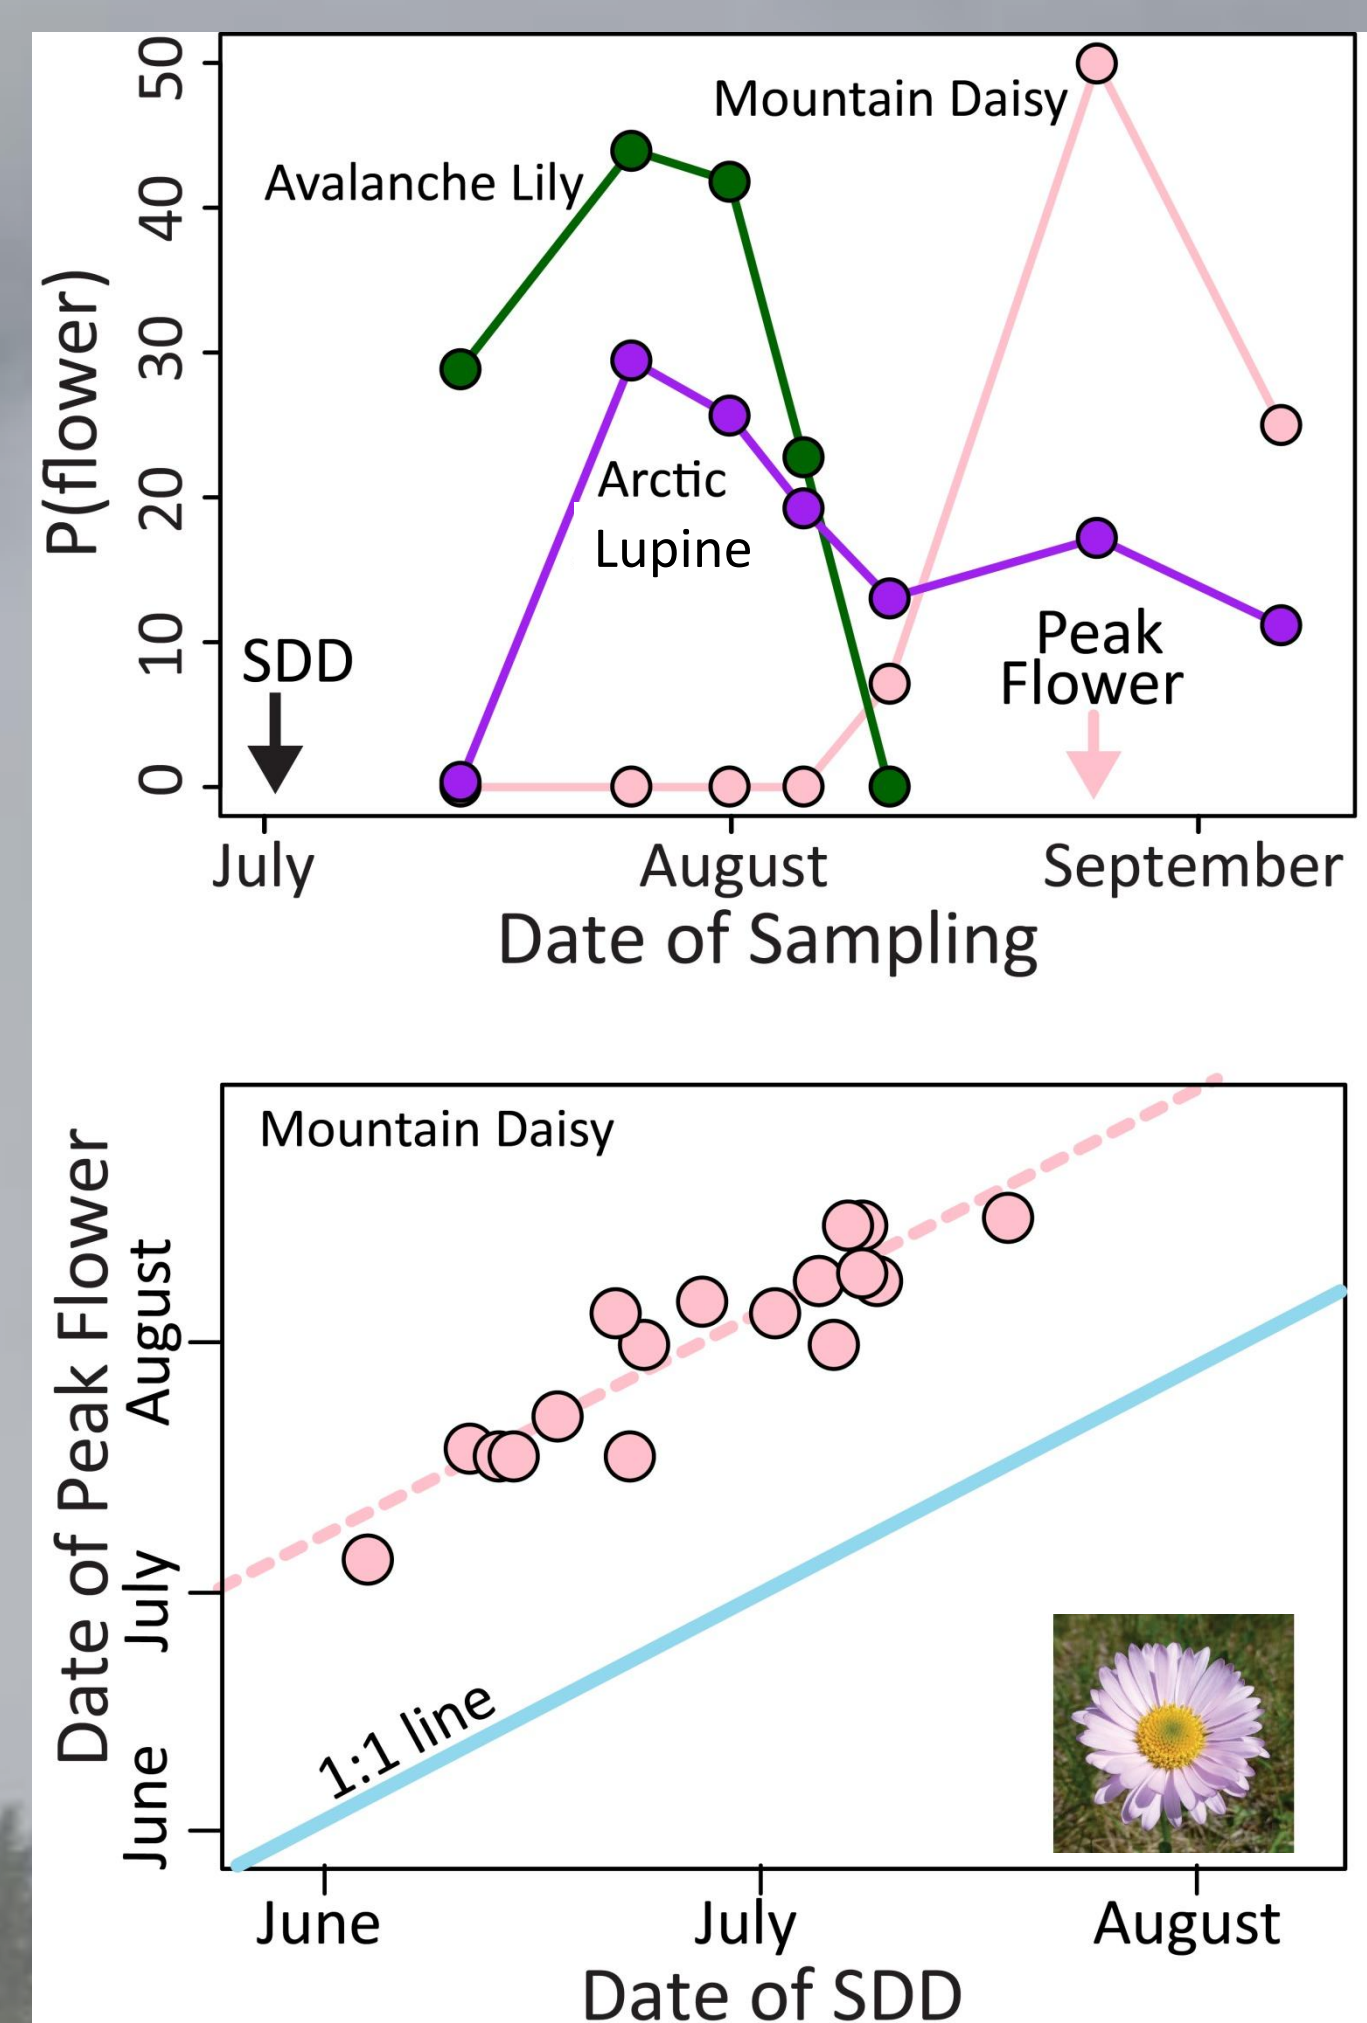 50
40
30
20
10
0
P(flower)
Mountain Daisy
Avalanche Lily
Arctic
Lupine
SDD
Peak
Flower
July
August
September
Date of Sampling
Mountain Daisy
Date of Peak Flower
August
July
June
1:1 line
June
July
August
Date of SDD